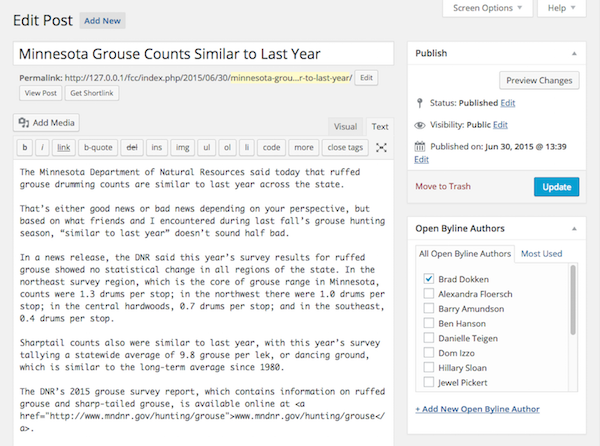 Screen Options ▼ Help ▼
Edit Post Add New
Minnesota Grouse Counts Similar to Last Year
Permalink: http://127.0.0.1/fcc/index.php/2015/06/30/minnesota-grou…r-to-last-year/ Edit
View Post Get Shortlink
Add Media
Visual Text
b i link b-quote del ins img ul ol li code more close tags
The Minnesota Department of Natural Resources said today that ruffed
grouse drumming counts are similar to last year across the state.
That’s either good news or bad news depending on your perspective, but
based on what friends and I encountered during last fall’s grouse hunting
season, “similar to last year” doesn’t sound half bad.
In a news release, the DNR said this year’s survey results for ruffed
grouse showed no statistical change in all regions of the state. In the
northeast survey region, which is the core of grouse range in Minnesota,
counts were 1.3 drums per stop; in the northwest there were 1.0 drums per
stop; in the central hardwoods, 0.7 drums per stop; and in the southeast,
0.4 drums per stop.
Sharptail counts also were similar to last year, with this year’s survey
tallying a statewide average of 9.8 grouse per lek, or dancing ground,
which is similar to the long-term average since 1980.
The DNR’s 2015 grouse survey report, which contains information on ruffed
grouse and sharp-tailed grouse, is available online at <a
href="http://www.mndnr.gov/hunting/grouse">www.mndnr.gov/hunting/grouse</
a>.
Publish
Preview Changes
Status: Published Edit
Visibility: Public Edit
Published on: Jun 30, 2015 @ 13:39
Edit
Move to Trash Update
Open Byline Authors
All Open Byline Authors Most Used
Brad Dokken
Alexandra Floersch
Barry Amundson
Ben Hanson
Danielle Teigen
Dom Izzo
Hillary Sloan
Jewel Pickert
+ Add New Open Byline Author